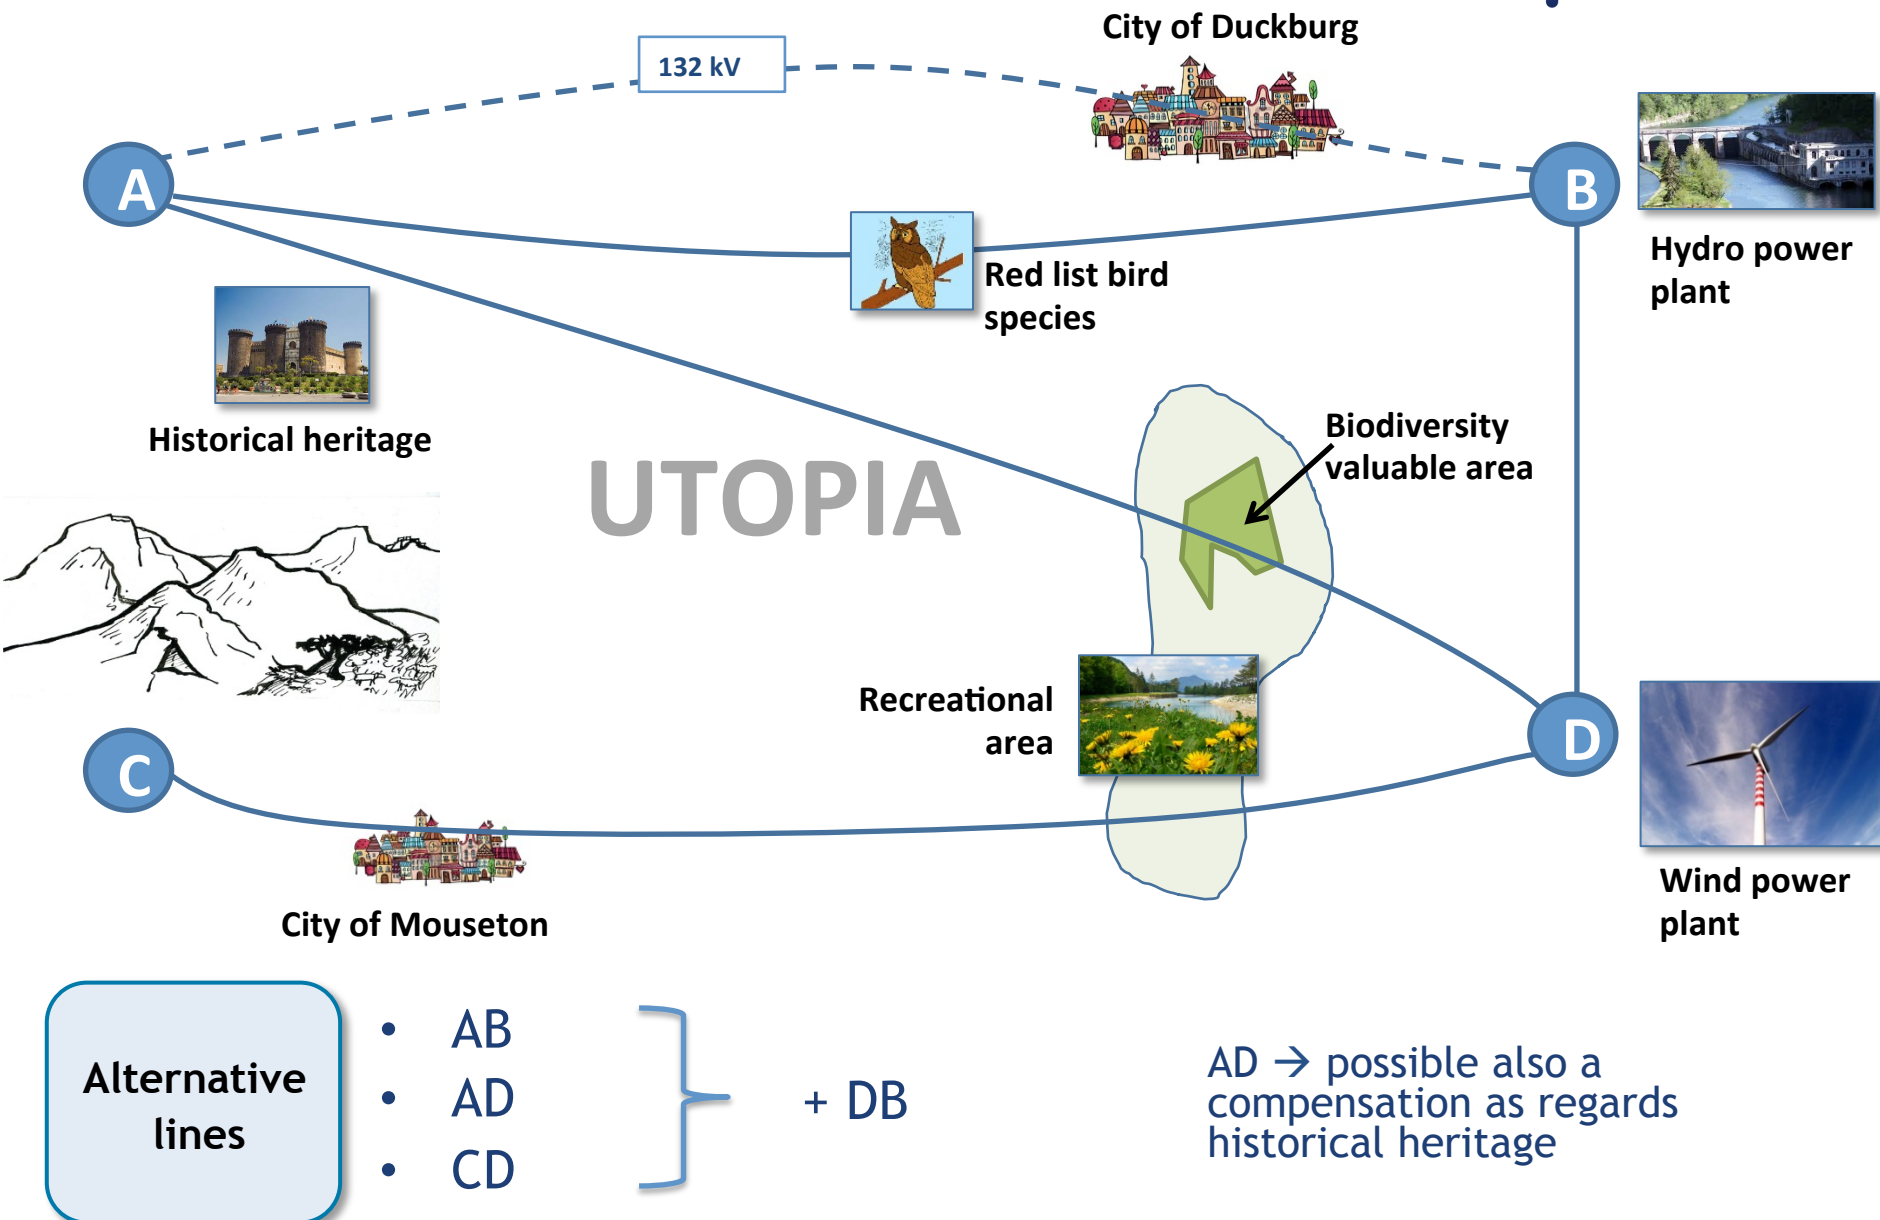 City of Duckburg
132 kV
A
B
Hydro power
plant
Red list bird
species
Historical heritage
Biodiversity
valuable area
UTOPIA
Recreational
area
C
D
City of Mouseton
Wind power
plant
Alternative
lines
• AB
• AD
• CD
+ DB
AD → possible also a
compensation as regards
historical heritage